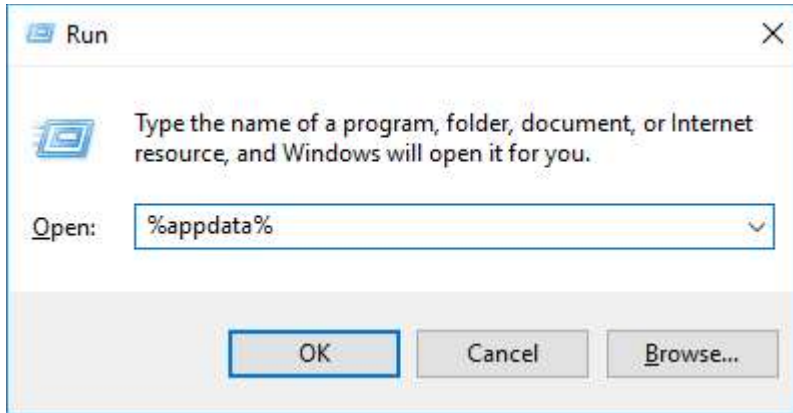 Run
Type the name of a program, folder, document, or Internet
resource, and Windows will open it for you.
Open: %appdata%
OK Cancel Browse...